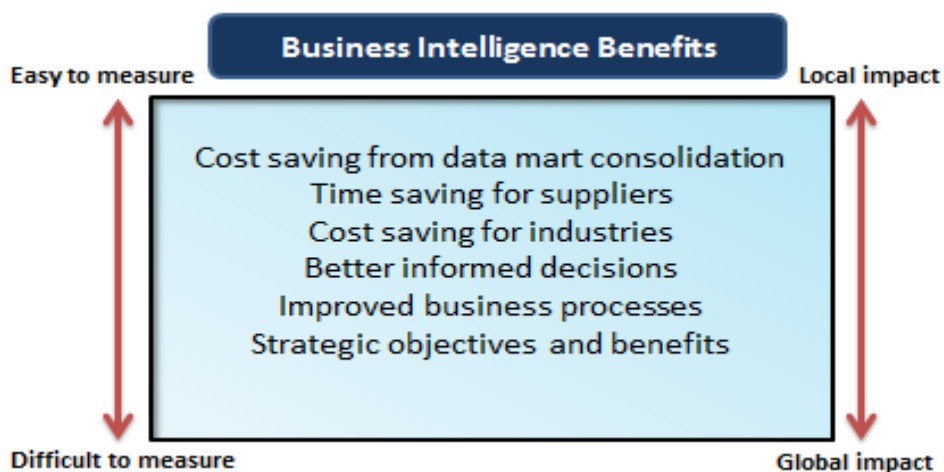 Business Intelligence Benefits
Easy to measure
Local impact
Cost saving from data mart consolidation
Time saving for suppliers
Cost saving for industries
Better informed decisions
Improved business processes
Strategic objectives and benefits
Difficult to measure
Global impact